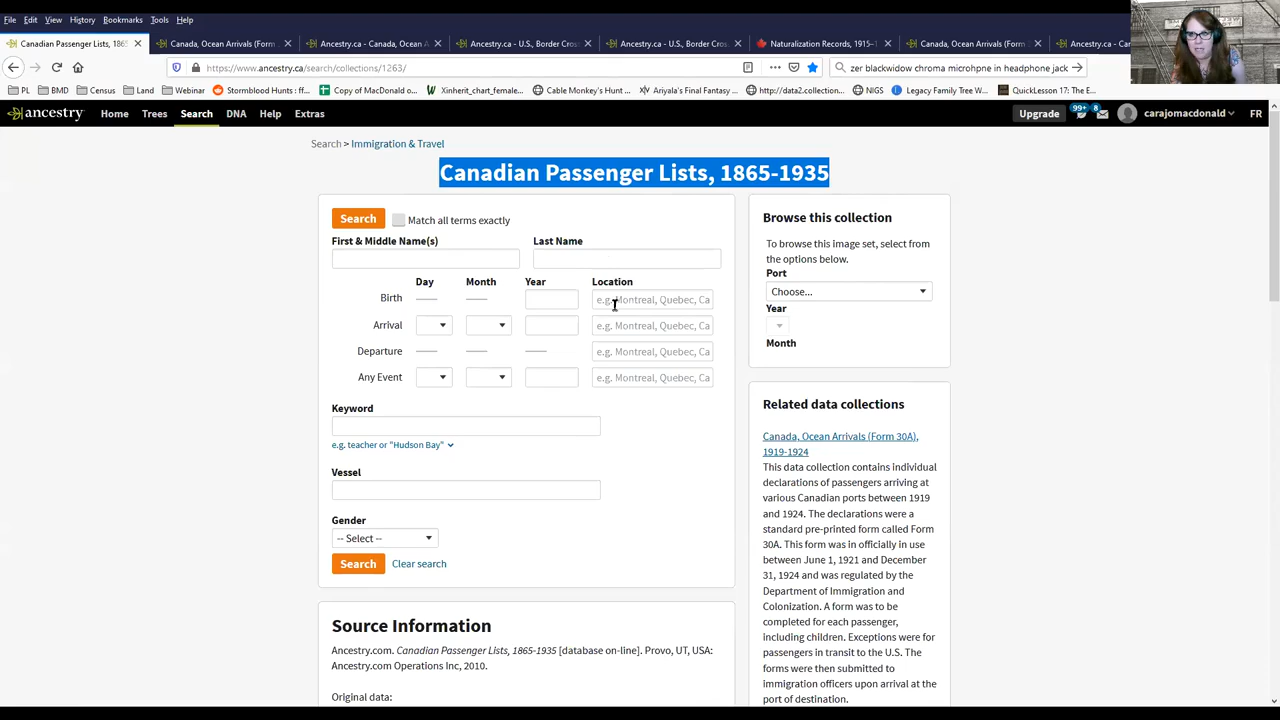 File Edit View History Bookmarks Tools Help
Canadian Passenger Lists, 186
Canada, Ocean Arrivals (Form
Ancestry.ca - Canada, Ocean A
Ancestry.ca - U.S., Border Cros
Ancestry.ca - U.S., Border Cros
Naturalization Records, 1915–
Canada, Ocean Arrivals (Form
Ancestry.ca - Can
https://www.ancestry.ca/search/collections/1263/
zer blackwidow chroma microhpne in headphone jack
PL BMD Census Land Webinar Stormblood Hunts : ff... Copy of MacDonald o... Xinherit_chart_female... Cable Monkey's Hunt ... Ariyala's Final Fantasy ... http://data2.collection... NIGS Legacy Family Tree W... QuickLesson 17: The E...
ancestry Home Trees Search DNA Help Extras Upgrade 99+ 8 carajomacdonald FR
Search > Immigration & Travel
Canadian Passenger Lists, 1865-1935
Search Match all terms exactly
First & Middle Name(s) Last Name
Day Month Year Location
Birth e.g. Montreal, Quebec, Ca
Arrival e.g. Montreal, Quebec, Ca
Departure e.g. Montreal, Quebec, Ca
Any Event e.g. Montreal, Quebec, Ca
Keyword
e.g. teacher or "Hudson Bay"
Vessel
Gender
-- Select --
Search Clear search
Source Information
Ancestry.com. Canadian Passenger Lists, 1865-1935 [database on-line]. Provo, UT, USA:
Ancestry.com Operations Inc, 2010.
Original data:
Browse this collection
To browse this image set, select from
the options below.
Port
Choose...
Year
Month
Related data collections
Canada, Ocean Arrivals (Form 30A),
1919-1924
This data collection contains individual
declarations of passengers arriving at
various Canadian ports between 1919
and 1924. The declarations were a
standard pre-printed form called Form
30A. This form was in officially in use
between June 1, 1921 and December
31, 1924 and was regulated by the
Department of Immigration and
Colonization. A form was to be
completed for each passenger,
including children. Exceptions were for
passengers in transit to the U.S. The
forms were then submitted to
immigration officers upon arrival at the
port of destination.